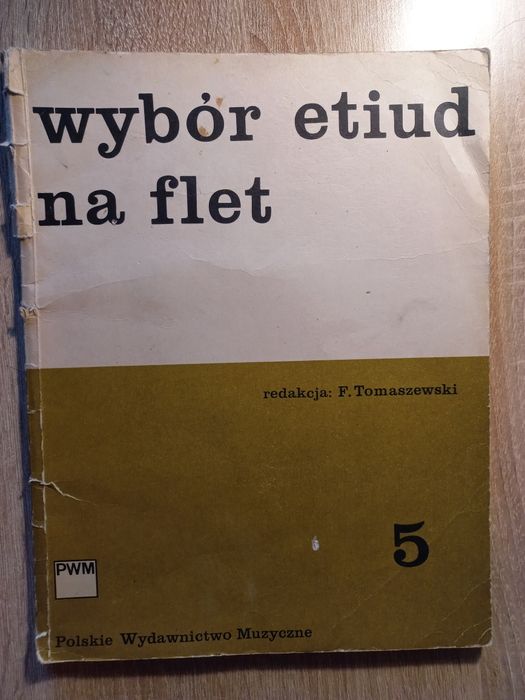 wybór etiud
na flet
redakcja: F. Tomaszewski
5
PWM
Polskie Wydawnictwo Muzyczne